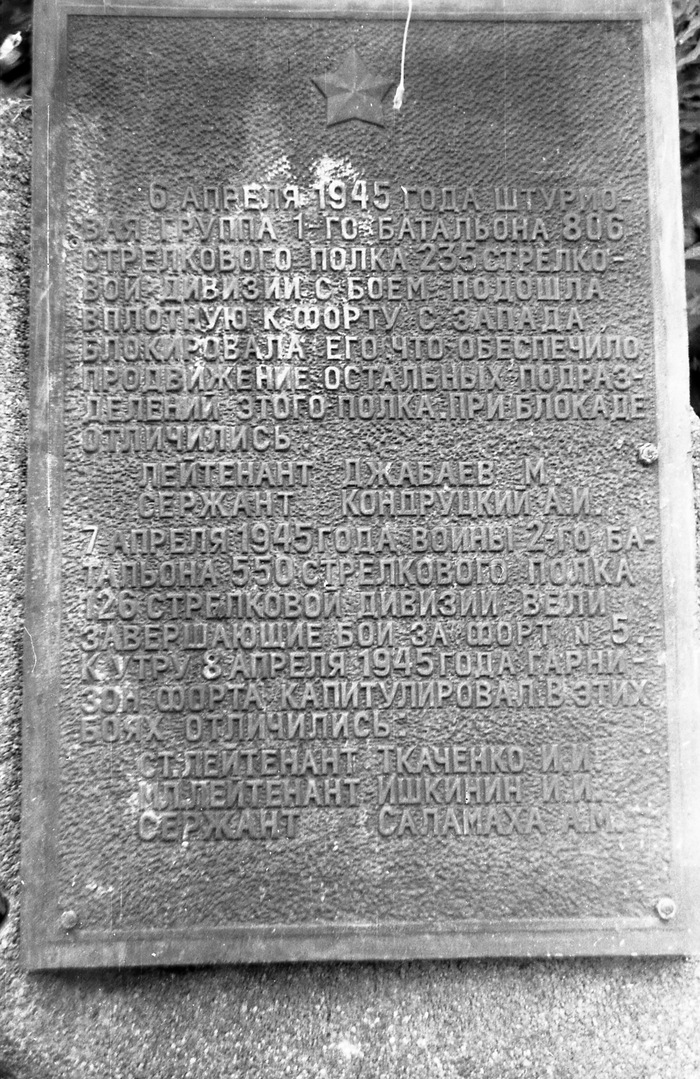 6 АПРЕЛЯ 1945 ГОДА ШТУРМО-
ВАЯ ГРУППА 1-ГО БАТАЛЬОНА 806
СТРЕЛКОВОГО ПОЛКА 235 СТРЕЛКО-
ВОЙ ДИВИЗИИ С БОЕМ ПОДОШЛА
ВПЛОТНУЮ К ФОРТУ С ЗАПАДА,
БЛОКИРОВАЛА ЕГО ЧТО ОБЕСПЕЧИЛО
ПРОДВИЖЕНИЕ ОСТАЛЬНЫХ ПОДРАЗ-
ДЕЛЕНИЙ ЭТОГО ПОЛКА. ПРИ БЛОКАДЕ
ОТЛИЧИЛИСЬ
ЛЕЙТЕНАНТ ДЖАБАЕВ М.
СЕРЖАНТ КОНДРУЦКИЙ А.И.
7 АПРЕЛЯ 1945 ГОДА ВОИНЫ 2-ГО БА-
ТАЛЬОНА 550 СТРЕЛКОВОГО ПОЛКА
126 СТРЕЛКОВОЙ ДИВИЗИИ ВЕЛИ
ЗАВЕРШАЮЩИЕ БОИ ЗА ФОРТ N 5.
К УТРУ 8 АПРЕЛЯ 1945 ГОДА ГАРНИ-
ЗОН ФОРТА КАПИТУЛИРОВАЛ. В ЭТИХ
БОЯХ ОТЛИЧИЛИСЬ:
СТ. ЛЕЙТЕНАНТ ТКАЧЕНКО И.И.
МЛ. ЛЕЙТЕНАНТ ИШКИНИН И.И.
СЕРЖАНТ САЛАМАХА А.М.